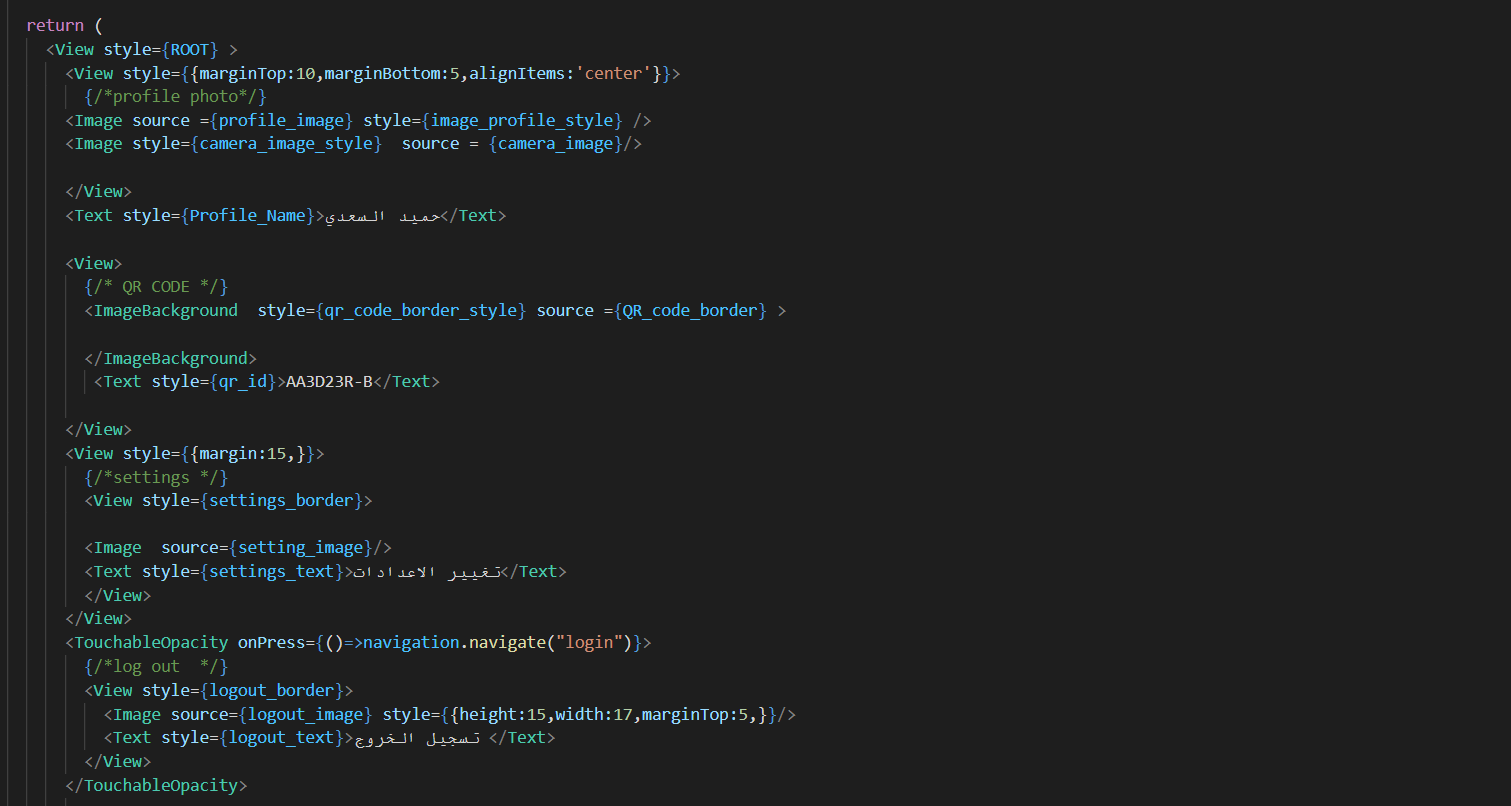 return (
<View style={ROOT} >
<View style={{marginTop:10,marginBottom:5,alignItems:'center'}}>
{/*profile photo*/}
<Image source ={profile_image} style={image_profile_style} />
<Image style={camera_image_style}  source = {camera_image}/>
</View>
<Text style={Profile_Name}>حميد السعدي</Text>
<View>
{/* QR CODE */}
<ImageBackground  style={qr_code_border_style} source ={QR_code_border} >
</ImageBackground>
<Text style={qr_id}>AA3D23R-B</Text>
</View>
<View style={{margin:15,}}>
{/*settings */}
<View style={settings_border}>
<Image  source={setting_image}/>
<Text style={settings_text}>تغيير الاعدادات</Text>
</View>
</View>
<TouchableOpacity onPress={()=>navigation.navigate("login")}>
{/*log out  */}
<View style={logout_border}>
<Image source={logout_image} style={{height:15,width:17,marginTop:5,}}/>
<Text style={logout_text}>تسجيل الخروج </Text>
</View>
</TouchableOpacity>